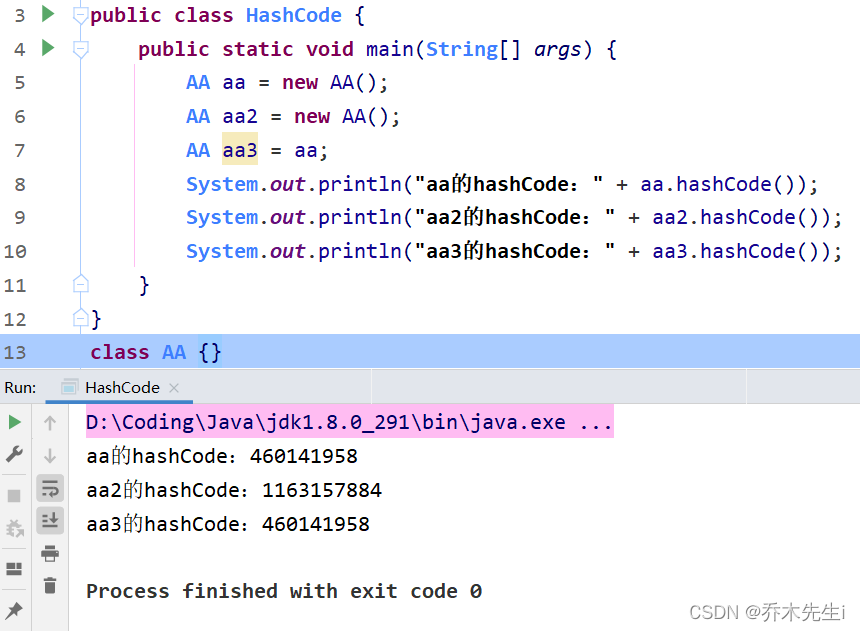 3 public class HashCode {
4 public static void main(String[] args) {
5 AA aa = new AA();
6 AA aa2 = new AA();
7 AA aa3 = aa;
8 System.out.println("aa的hashCode：" + aa.hashCode());
9 System.out.println("aa2的hashCode：" + aa2.hashCode());
10 System.out.println("aa3的hashCode：" + aa3.hashCode());
11 }
12 }
13 class AA {}
Run: HashCode ×
D:\Coding\Java\jdk1.8.0_291\bin\java.exe ...
aa的hashCode：460141958
aa2的hashCode：1163157884
aa3的hashCode：460141958
Process finished with exit code 0
CSDN @乔木先生i